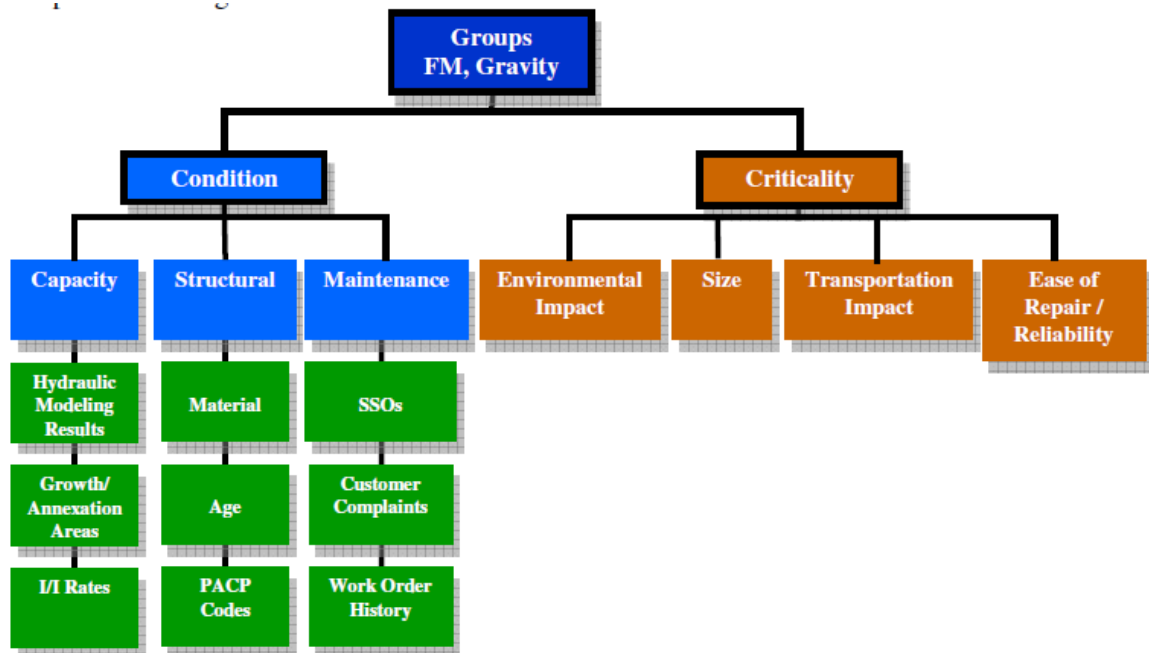 Groups
FM, Gravity
Condition
Criticality
Capacity
Structural
Maintenance
Environmental
Impact
Size
Transportation
Impact
Ease of
Repair /
Reliability
Hydraulic
Modeling
Results
Material
SSOs
Growth/
Annexation
Areas
Age
Customer
Complaints
I/I Rates
PACP
Codes
Work Order
History